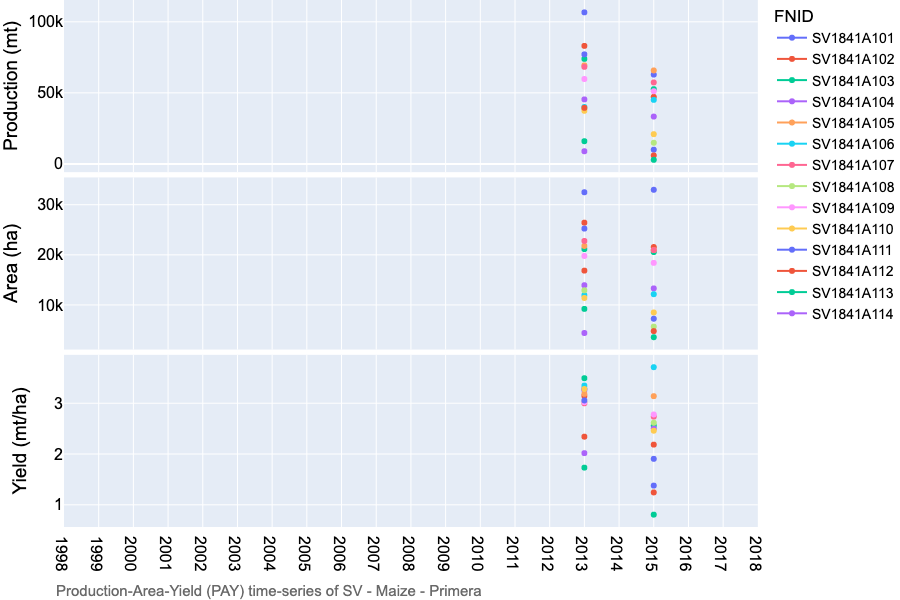 Production (mt)
100k
50k
0
Area (ha)
30k
20k
10k
Yield (mt/ha)
3
2
1
1998
1999
2000
2001
2002
2003
2004
2005
2006
2007
2008
2009
2010
2011
2012
2013
2014
2015
2016
2017
2018
Production-Area-Yield (PAY) time-series of SV - Maize - Primera
FNID
SV1841A101
SV1841A102
SV1841A103
SV1841A104
SV1841A105
SV1841A106
SV1841A107
SV1841A108
SV1841A109
SV1841A110
SV1841A111
SV1841A112
SV1841A113
SV1841A114